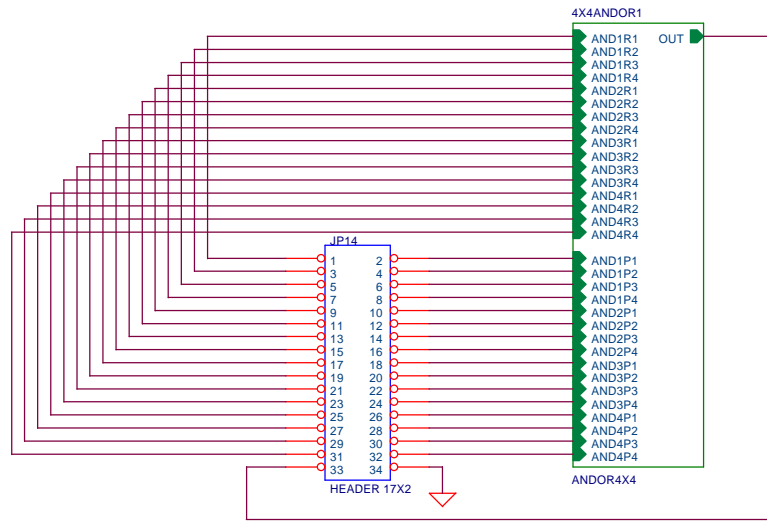 4X4ANDOR1
AND1R1 OUT
AND1R2
AND1R3
AND1R4
AND2R1
AND2R2
AND2R3
AND2R4
AND3R1
AND3R2
AND3R3
AND3R4
AND4R1
AND4R2
AND4R3
AND4R4
JP14
1 2 AND1P1
3 4 AND1P2
5 6 AND1P3
7 8 AND1P4
9 10 AND2P1
11 12 AND2P2
13 14 AND2P3
15 16 AND2P4
17 18 AND3P1
19 20 AND3P2
21 22 AND3P3
23 24 AND3P4
25 26 AND4P1
27 28 AND4P2
29 30 AND4P3
31 32 AND4P4
33 34
HEADER 17X2
ANDOR4X4